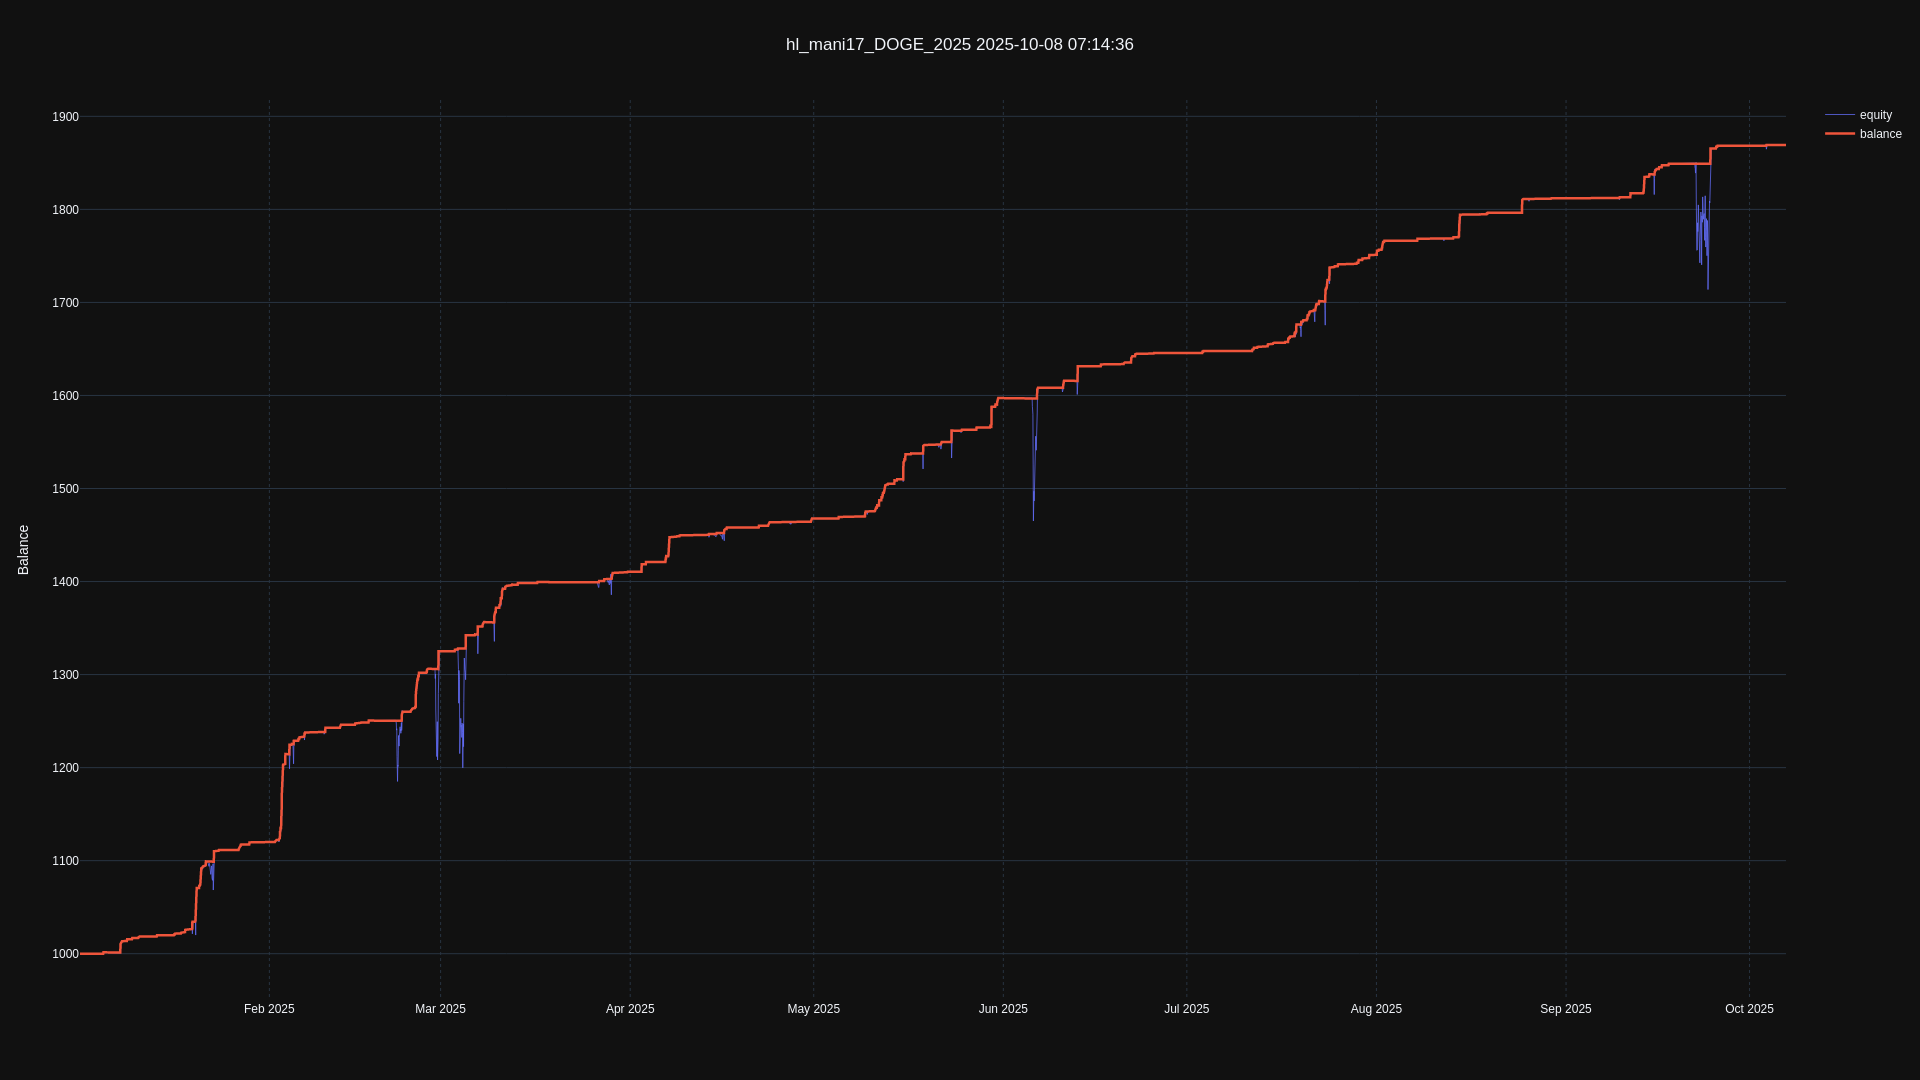 hl_mani17_DOGE_2025 2025-10-08 07:14:36
equity
balance
1900
1800
1700
1600
1500
1400
1300
1200
1100
1000
Balance
Feb 2025
Mar 2025
Apr 2025
May 2025
Jun 2025
Jul 2025
Aug 2025
Sep 2025
Oct 2025